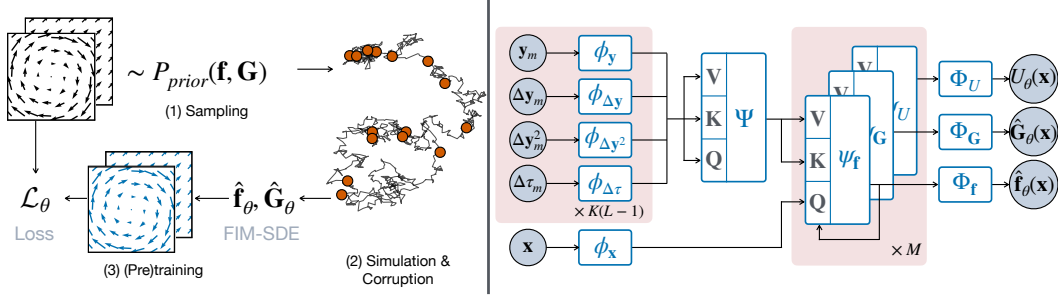 ∼ P_prior(f, G)
(1) Sampling
ℒ_θ
Loss
f̂_θ, Ĝ_θ
FIM-SDE
(2) Simulation &
Corruption
(3) (Pre)training
y_m
ϕ_y
Δy_m
ϕ_Δy
Δy_m^2
ϕ_Δy^2
Δτ_m
ϕ_Δτ
× K(L − 1)
x
ϕ_x
V
K
Q
Ψ
V
V
K
Q
ψ_f
G
U
× M
Φ_U
U_θ(x)
Φ_G
Ĝ_θ(x)
Φ_f
f̂_θ(x)